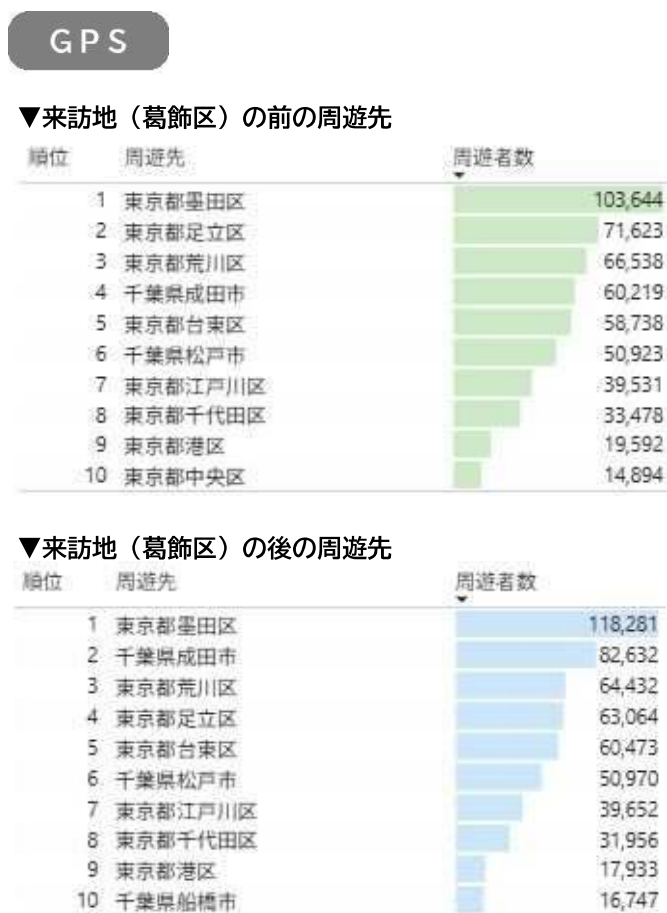 GPS
▼来訪地（葛飾区）の前の周遊先
順位 周遊先 周遊者数
1 東京都墨田区 103,644
2 東京都足立区 71,623
3 東京都荒川区 66,538
4 千葉県成田市 60,219
5 東京都台東区 58,738
6 千葉県松戸市 50,923
7 東京都江戸川区 39,531
8 東京都千代田区 33,478
9 東京都港区 19,592
10 東京都中央区 14,894
▼来訪地（葛飾区）の後の周遊先
順位 周遊先 周遊者数
1 東京都墨田区 118,281
2 千葉県成田市 82,632
3 東京都荒川区 64,432
4 東京都足立区 63,064
5 東京都台東区 60,473
6 千葉県松戸市 50,970
7 東京都江戸川区 39,652
8 東京都千代田区 31,956
9 東京都港区 17,933
10 千葉県船橋市 16,747